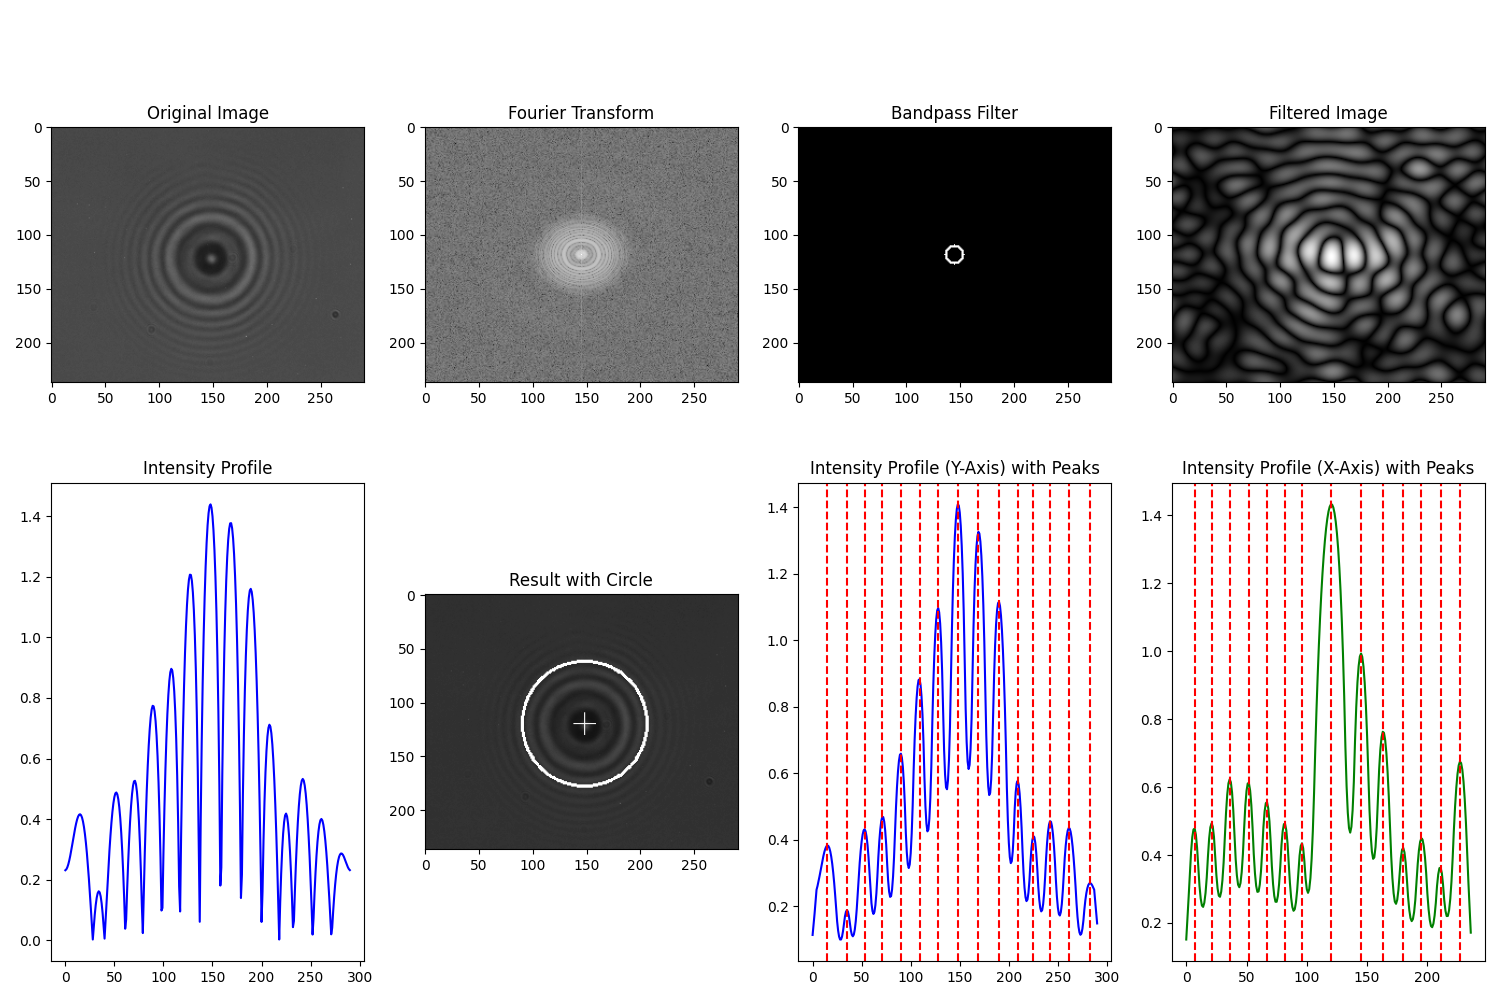 Original Image
Fourier Transform
Bandpass Filter
Filtered Image
0
50
100
150
200
0 50 100 150 200 250
0
50
100
150
200
0 50 100 150 200 250
0
50
100
150
200
0 50 100 150 200 250
0
50
100
150
200
0 50 100 150 200 250
Intensity Profile
1.4
1.2
1.0
0.8
0.6
0.4
0.2
0.0
0 50 100 150 200 250 300
Result with Circle
0
50
100
150
200
0 50 100 150 200 250
Intensity Profile (Y-Axis) with Peaks
1.4
1.2
1.0
0.8
0.6
0.4
0.2
0 50 100 150 200 250 300
Intensity Profile (X-Axis) with Peaks
1.4
1.2
1.0
0.8
0.6
0.4
0.2
0 50 100 150 200